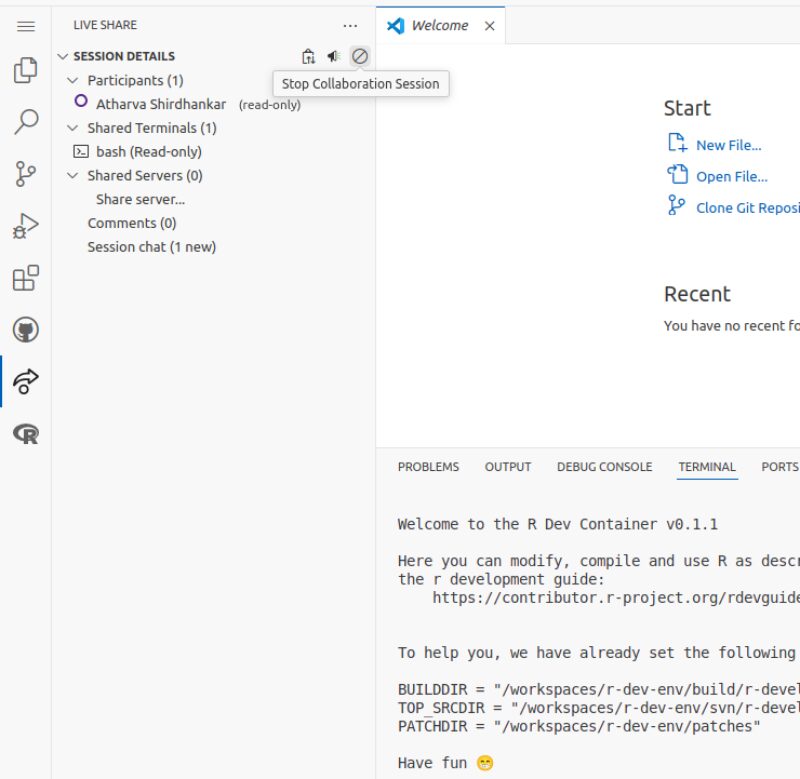 LIVE SHARE
SESSION DETAILS
Stop Collaboration Session
Participants (1)
Atharva Shirdhankar (read-only)
Shared Terminals (1)
bash (Read-only)
Shared Servers (0)
Share server...
Comments (0)
Session chat (1 new)
Welcome
Start
New File...
Open File...
Clone Git Reposi
Recent
You have no recent fo
PROBLEMS OUTPUT DEBUG CONSOLE TERMINAL PORTS
Welcome to the R Dev Container v0.1.1
Here you can modify, compile and use R as descr
the r development guide:
https://contributor.r-project.org/rdevguide
To help you, we have already set the following
BUILDDIR = "/workspaces/r-dev-env/build/r-devel
TOP_SRCDIR = "/workspaces/r-dev-env/svn/r-devel
PATCHDIR = "/workspaces/r-dev-env/patches"
Have fun 😁